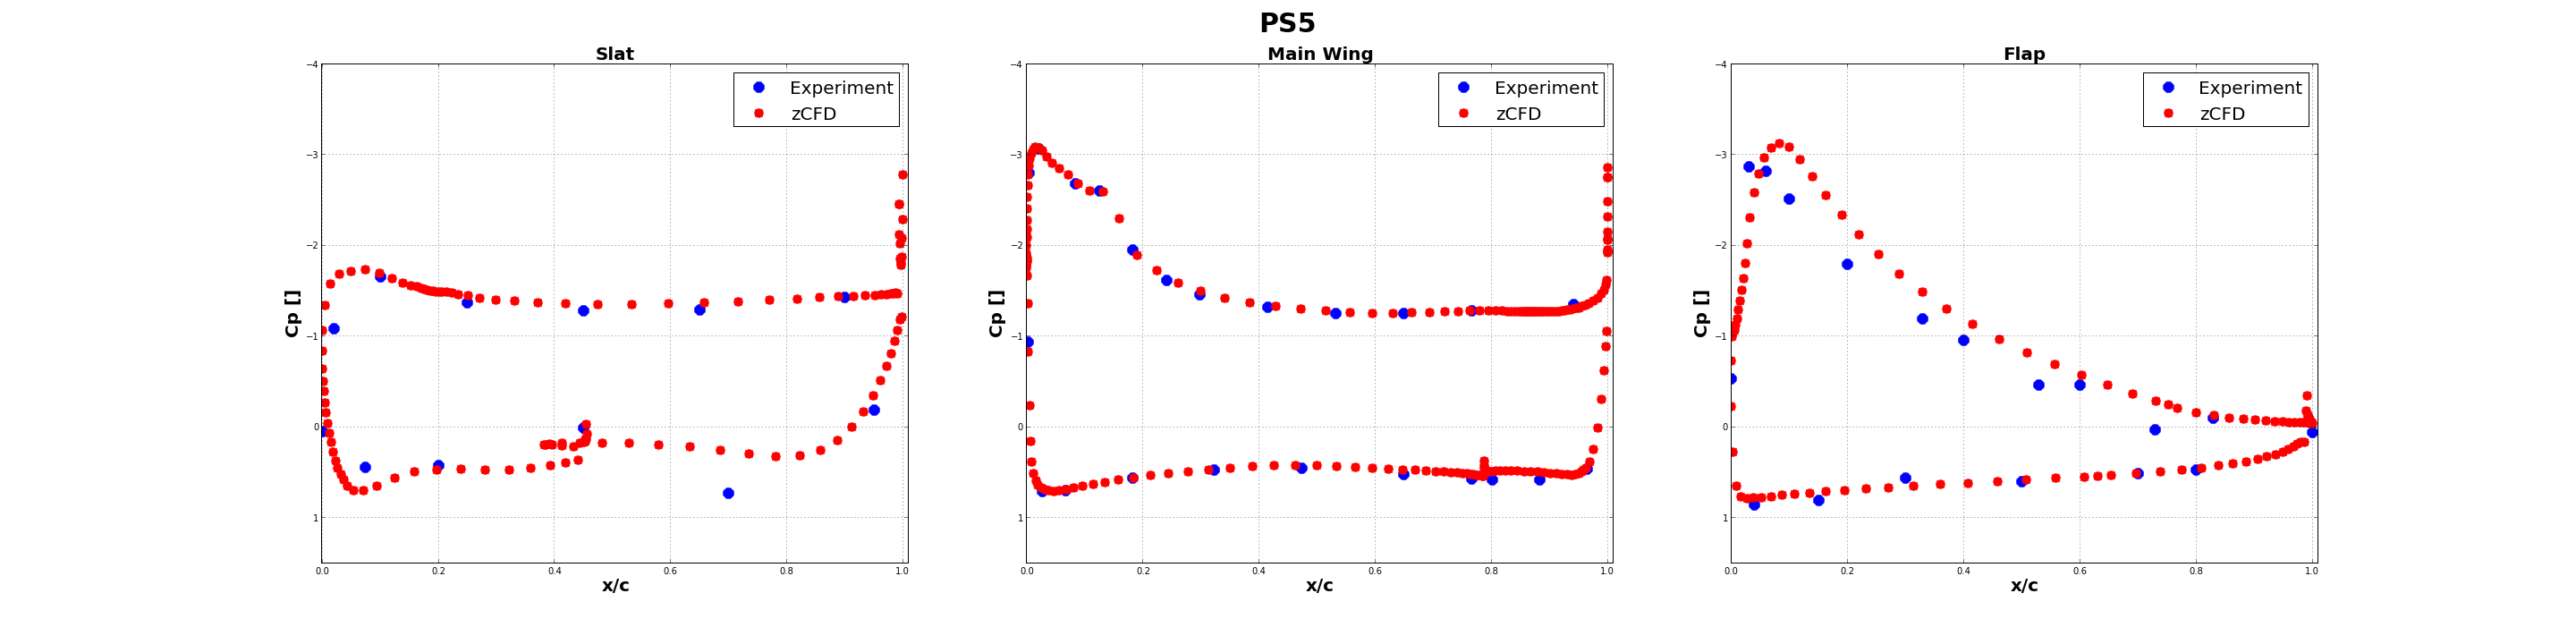 PS5
Slat
Experiment
zCFD
−4
−3
−2
−1
0
1
Cp []
0.0 0.2 0.4 0.6 0.8 1.0
x/c
Main Wing
Experiment
zCFD
−4
−3
−2
−1
0
1
Cp []
0.0 0.2 0.4 0.6 0.8 1.0
x/c
Flap
Experiment
zCFD
−4
−3
−2
−1
0
1
Cp []
0.0 0.2 0.4 0.6 0.8 1.0
x/c